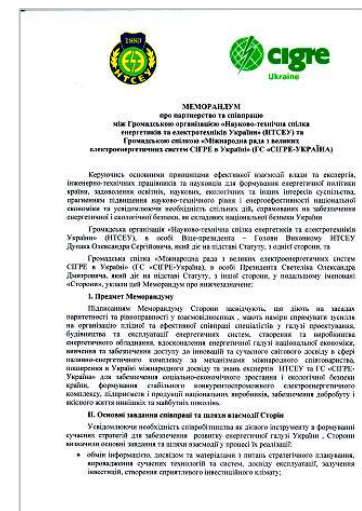 1880
НТСЕУ
cigre
Ukraine
МЕМОРАНДУМ
про партнерство та співпрацю
між Громадською організацією «Науково-технічна спілка
енергетиків та електротехніків України» (НТСЕУ) та
Громадською спілкою «Міжнародна рада з великих
електроенергетичних систем СІГРЕ в Україні» (ГС «СІГРЕ-УКРАЇНА)
Керуючись основними принципами ефективної взаємодії влади та експертів,
інженерно-технічних працівників та науковців для формування енергетичної політики
країни, задоволення освітніх, наукових, економічних та інших інтересів суспільства,
прагненням підвищення науково-технічного рівня і енергоефективності національної
економіки та усвідомлюючи необхідність спільних дій, спрямованих на забезпечення
енергетичної і екологічної безпеки, як складових національної безпеки України
Громадська організація «Науково-технічна спілка енергетиків та електротехніків
України» (НТСЕУ), в особі Віце-президента – Голови Виконкому НТСЕУ
Олександра Сергійовича, який діє на підставі Статуту, з однієї сторони, та
Громадська спілка «Міжнародна рада з великих електроенергетичних систем
СІГРЕ в Україні» (ГС «СІГРЕ-Україна»), в особі Президента Светеліка Олександра
Дмитровича, який діє на підставі Статуту, з іншої сторони, у подальшому іменовані
«Сторони», уклали цей Меморандум про нижчезазначене:
І. Предмет Меморандуму
Підписанням Меморандуму Сторони засвідчують, що діють на засадах
паритетності та рівноправності у взаємовідносинах , мають наміри спрямувати зусилля
на організацію плідної та ефективної співпраці спеціалістів у галузі проектування,
будівництва та експлуатації енергетичних систем, створення та виробництва
енергетичного обладнання, вдосконалення енергетичної галузі національної економіки,
вивчення та забезпечення доступу до інновацій та сучасного світового досвіду в сфері
паливно-енергетичного комплексу за межами міжнародного співробітництва,
поширення в Україні міжнародного досвіду та знань експертів НТСЕУ та ГС «СІГРЕ-
Україна» для забезпечення соціально-економічного зростання і екологічної безпеки
країни, формування стабільного конкурентоспроможного електроенергетичного
комплексу, підприємств і продукції національних виробників, забезпечення добробуту і
якісного життя нинішніх та майбутніх поколінь.
ІІ. Основні завдання співпраці та шляхи взаємодії Сторін
Усвідомлюючи необхідність співробітництва як дієвого інструменту в формуванні
сучасних стратегій для забезпечення розвитку енергетичної галузі України , Сторони
визначили основні завдання та шляхи взаємодії у процесі їх реалізації:
• обмін інформацією, досвідом та матеріалами з питань стратегічного планування,
впровадження сучасних технологій та систем, досвіду експлуатації, залучення
інвестицій, створення сприятливого інвестиційного клімату;